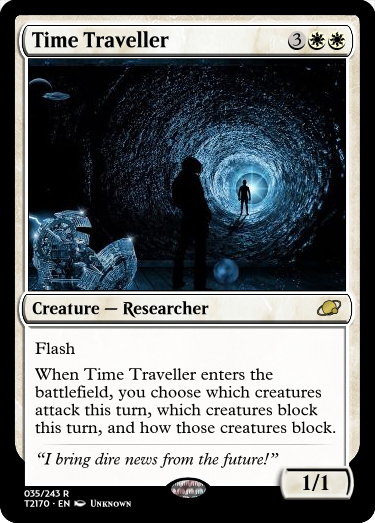 Time Traveller 3
Creature — Researcher
Flash
When Time Traveller enters the
battlefield, you choose which creatures
attack this turn, which creatures block
this turn, and how those creatures block.
“I bring dire news from the future!”
1/1
035/243 R
T2170 • EN Unknown